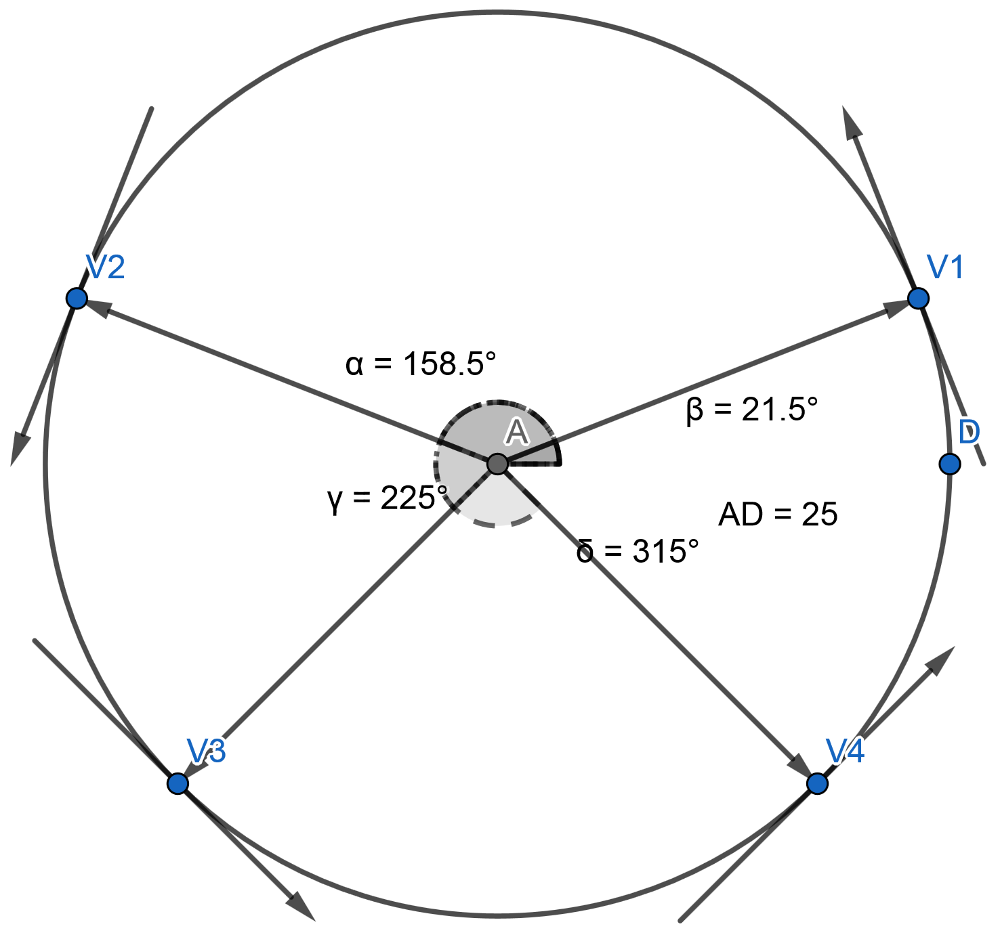 V2
V1
α = 158.5°
β = 21.5°
A
D
γ = 225°
AD = 25
δ = 315°
V3
V4